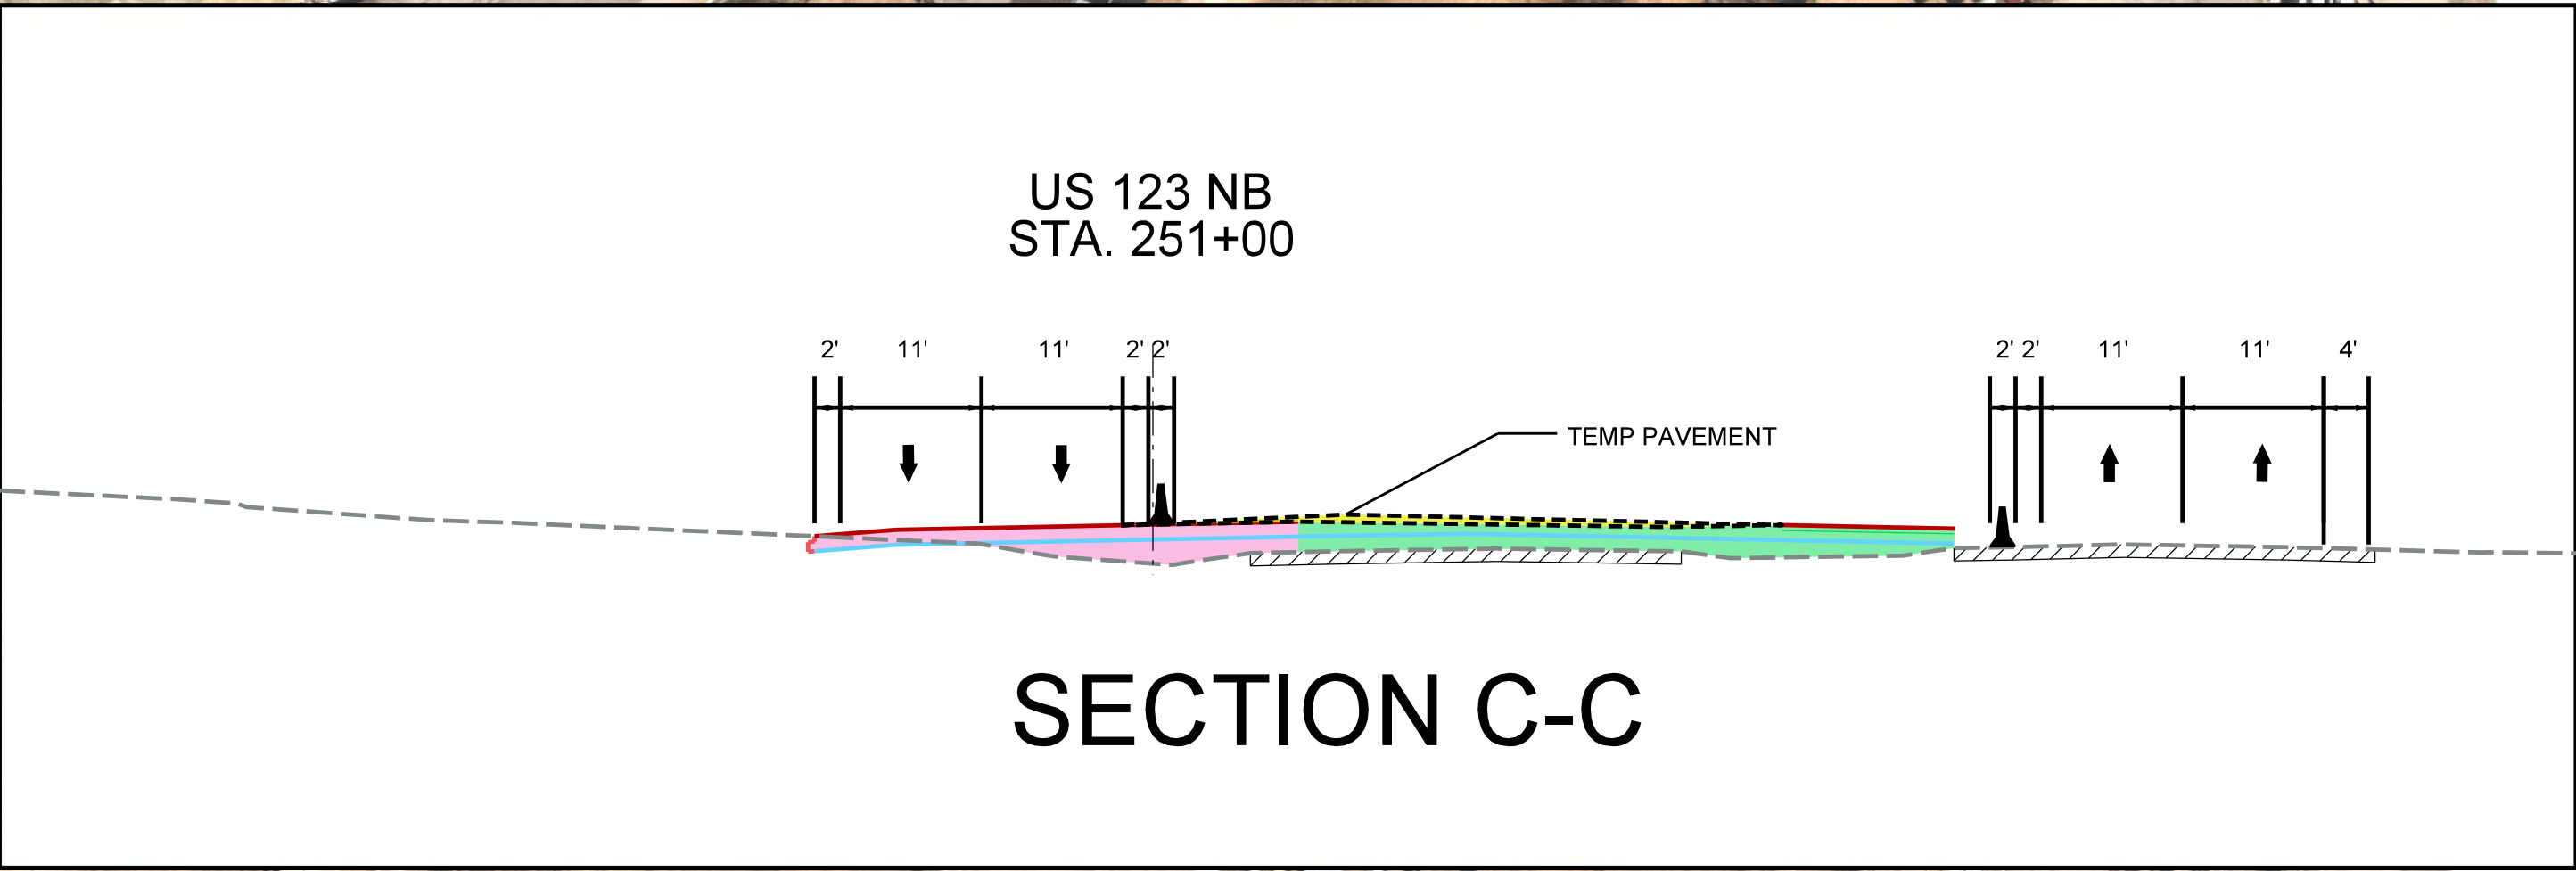 US 123 NB
STA. 251+00
2' 11' 11' 2' 2'
2' 2' 11' 11' 4'
TEMP PAVEMENT
SECTION C-C